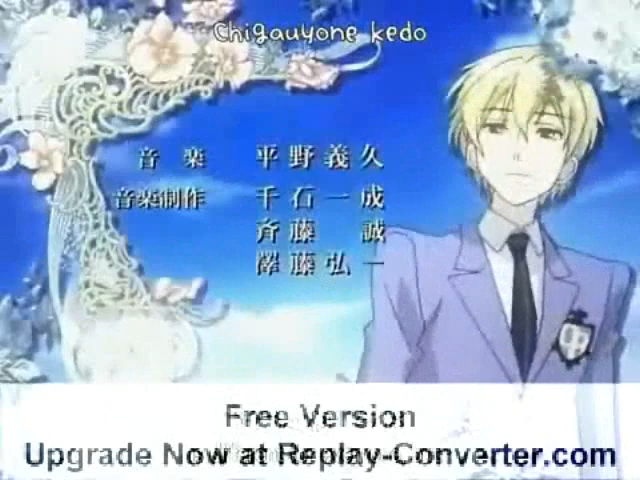 Chigauyone kedo
音楽 平野義久
音楽制作 千石一成
斉藤 誠
澤藤弘一
Free Version
Upgrade Now at Replay-Converter.com